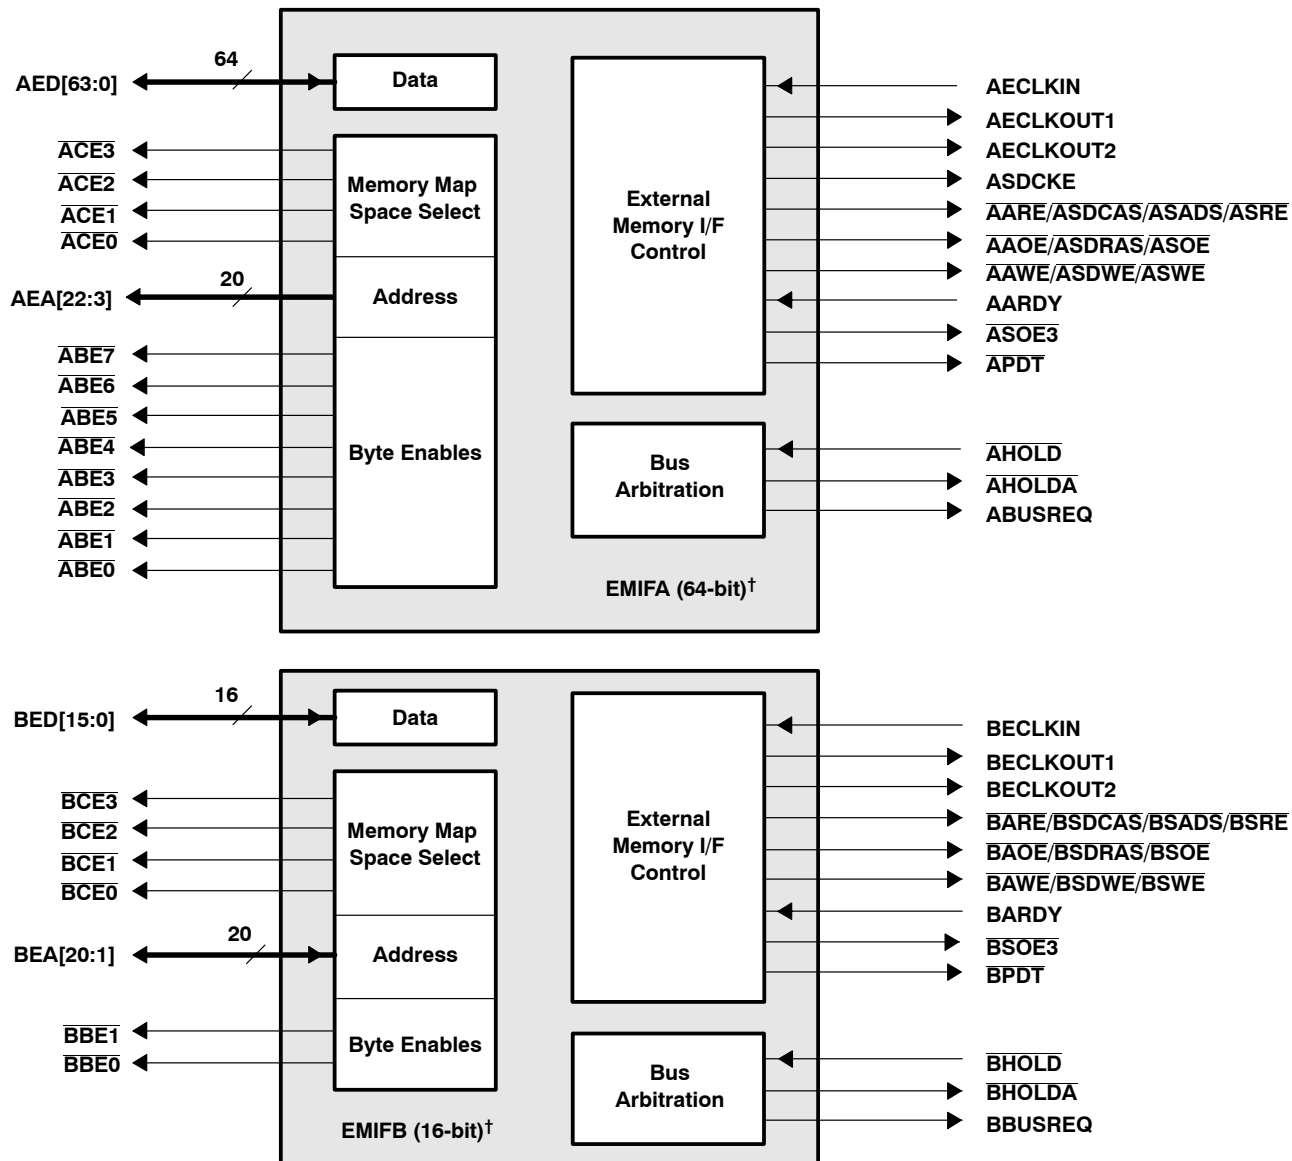 64
AED[63:0]
Data
ACE3
ACE2
ACE1
ACE0
Memory Map
Space Select
20
AEA[22:3]
Address
ABE7
ABE6
ABE5
ABE4
ABE3
ABE2
ABE1
ABE0
Byte Enables
External
Memory I/F
Control
AECLKIN
AECLKOUT1
AECLKOUT2
ASDCKE
AARE/ASDCAS/ASADS/ASRE
AAOE/ASDRAS/ASOE
AAWE/ASDWE/ASWE
AARDY
ASOE3
APDT
Bus
Arbitration
AHOLD
AHOLDA
ABUSREQ
EMIFA (64-bit)†
16
BED[15:0]
Data
BCE3
BCE2
BCE1
BCE0
Memory Map
Space Select
20
BEA[20:1]
Address
BBE1
BBE0
Byte Enables
External
Memory I/F
Control
BECLKIN
BECLKOUT1
BECLKOUT2
BARE/BSDCAS/BSADS/BSRE
BAOE/BSDRAS/BSOE
BAWE/BSDWE/BSWE
BARDY
BSOE3
BPDT
Bus
Arbitration
BHOLD
BHOLDA
BBUSREQ
EMIFB (16-bit)†